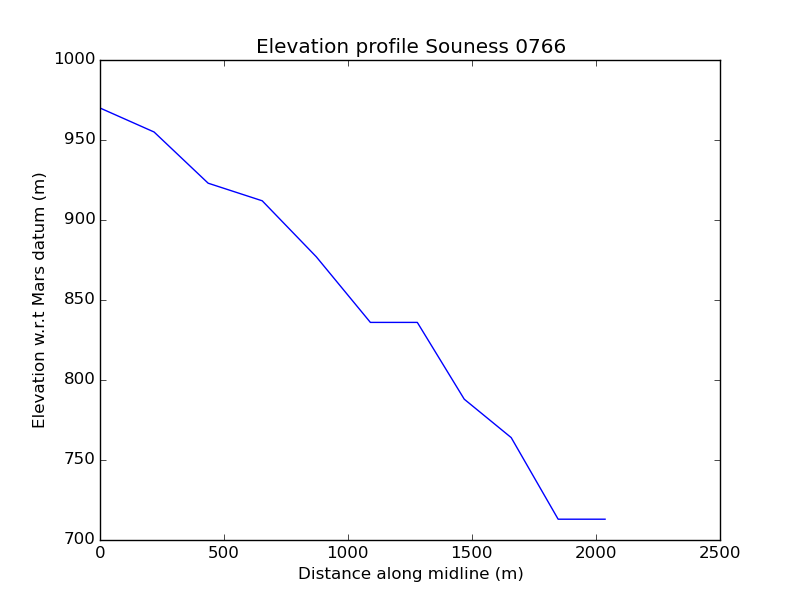 Elevation profile Souness 0766
1000
950
900
850
800
750
700
Elevation w.r.t Mars datum (m)
0 500 1000 1500 2000 2500
Distance along midline (m)